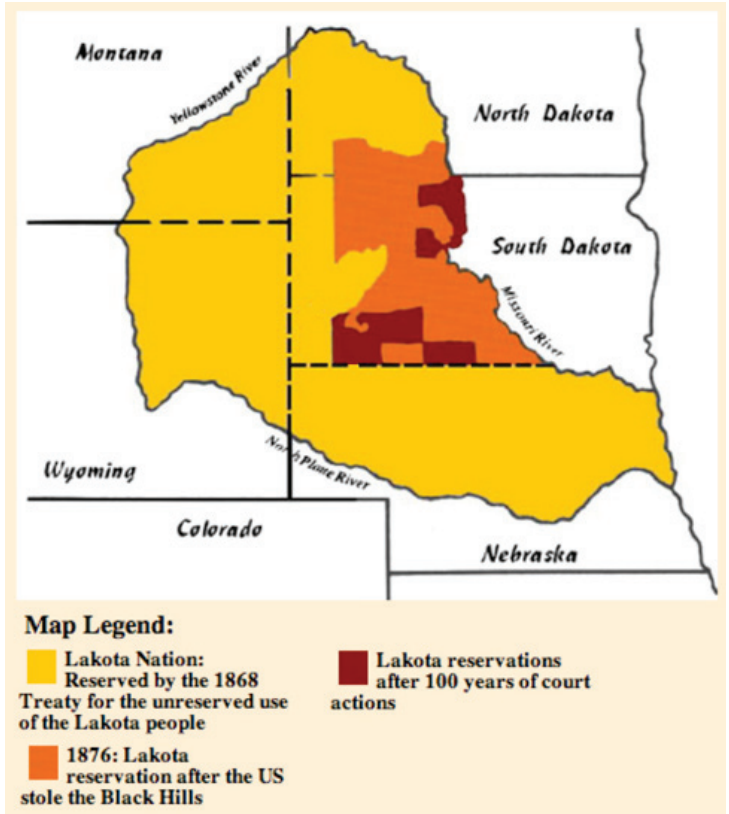 Montana
Yellowstone River
North Dakota
South Dakota
Missouri River
Wyoming
North Platte River
Colorado
Nebraska
Map Legend:
Lakota Nation:
Reserved by the 1868
Treaty for the unreserved use
of the Lakota people
Lakota reservations
after 100 years of court
actions
1876: Lakota
reservation after the US
stole the Black Hills